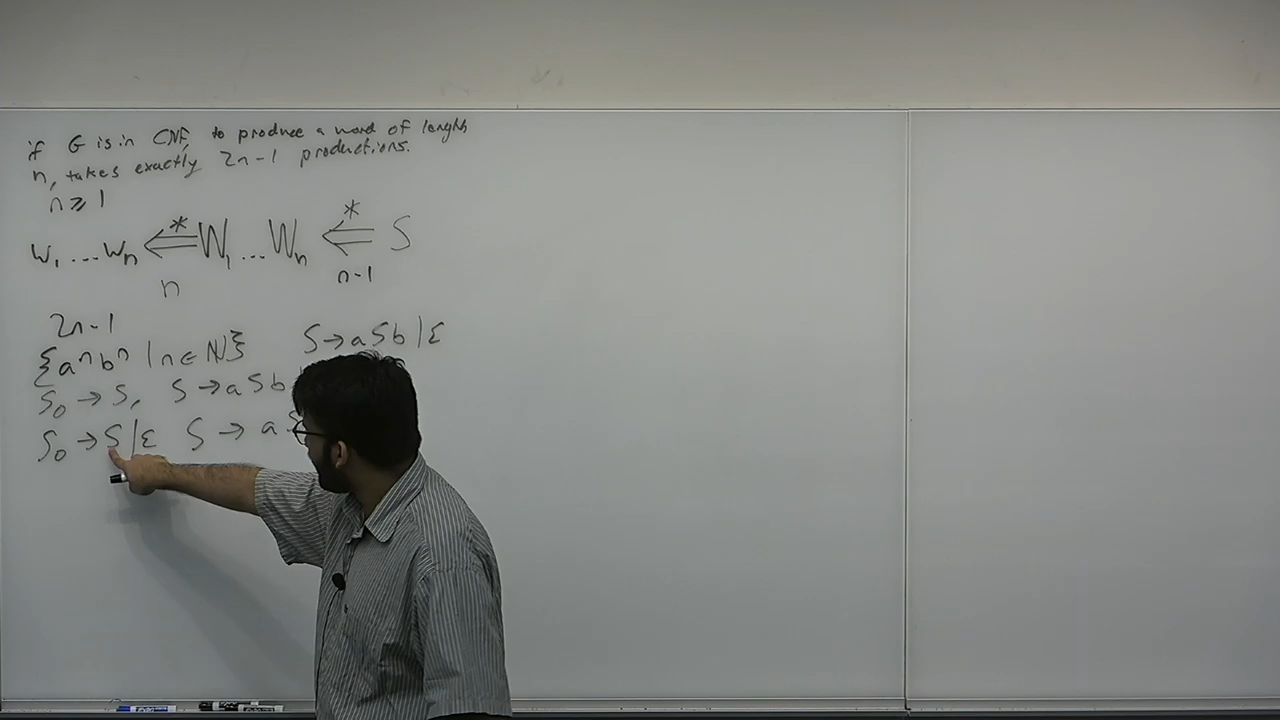 if G is in CNF, to produce a word of length
n, takes exactly 2n-1 productions.
n ≥ 1
w₁ ... wₙ ⇐* W₁ ... Wₙ ⇐* S
n n-1
2n-1
{aⁿbⁿ | n ∈ N} S → aSb | ε
S₀ → S, S → aSb
S₀ → S | ε S → a